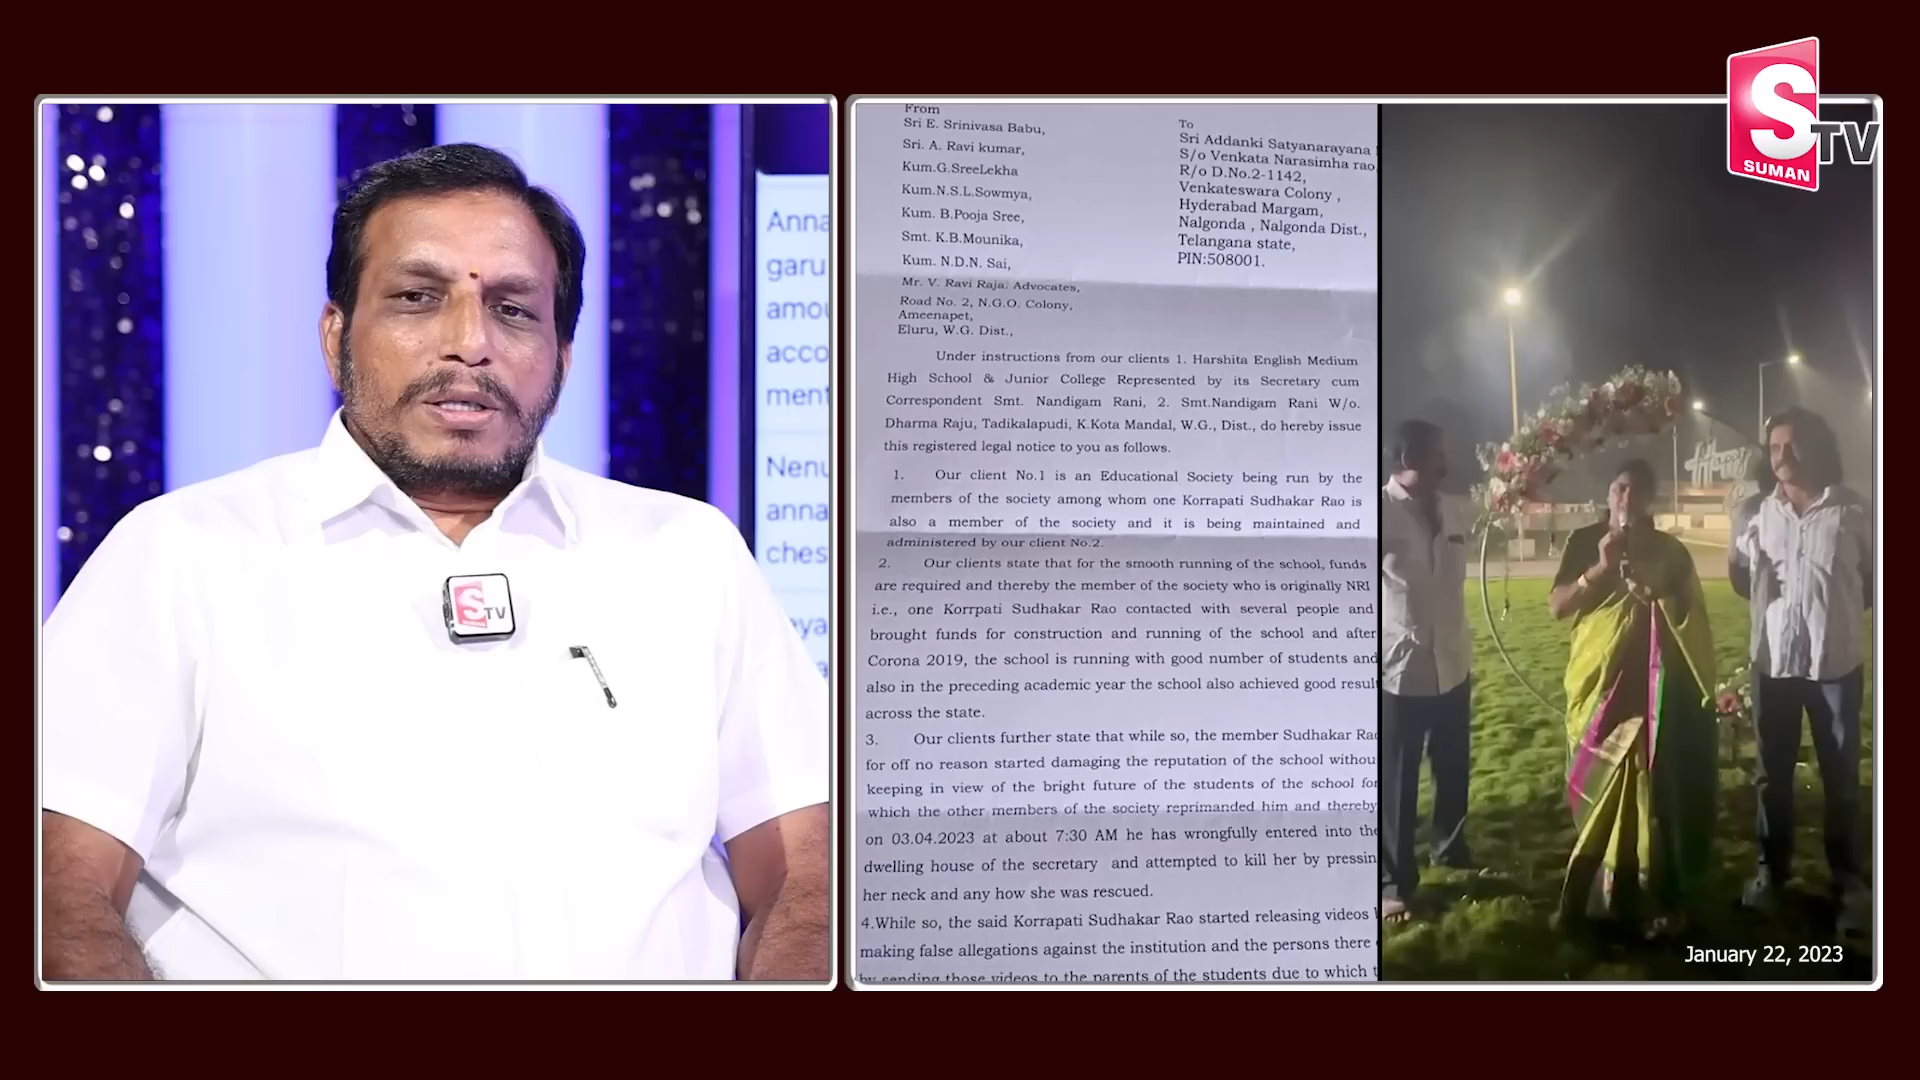 S
TV
SUMAN
Anna
garu
amou
acco
ment
Nenu
anna
ches
S
TV
SUMAN
From
Sri E. Srinivasa Babu,
Sri. A. Ravi kumar,
Kum.G.SreeLekha
Kum.N.S.L.Sowmya,
Kum. B.Pooja Sree,
Smt. K.B.Mounika,
Kum. N.D.N. Sai,
Mr. V. Ravi Raja. Advocates,
Road No. 2, N.G.O. Colony,
Ameenapet,
Eluru, W.G. Dist.,
To
Sri Addanki Satyanarayana
S/o Venkata Narasimha rao
R/o D.No.2-1142,
Venkateswara Colony ,
Hyderabad Margam,
Nalgonda , Nalgonda Dist.,
Telangana state,
PIN:508001.
Under instructions from our clients 1. Harshita English Medium
High School & Junior College Represented by its Secretary cum
Correspondent Smt. Nandigam Rani, 2. Smt.Nandigam Rani W/o.
Dharma Raju, Tadikalapudi, K.Kota Mandal, W.G., Dist., do hereby issue
this registered legal notice to you as follows.
1. Our client No.1 is an Educational Society being run by the
members of the society among whom one Korrapati Sudhakar Rao is
also a member of the society and it is being maintained and
administered by our client No.2.
2. Our clients state that for the smooth running of the school, funds
are required and thereby the member of the society who is originally NRI
i.e., one Korrpati Sudhakar Rao contacted with several people and
brought funds for construction and running of the school and after
Corona 2019, the school is running with good number of students and
also in the preceding academic year the school also achieved good result
across the state.
3. Our clients further state that while so, the member Sudhakar Rao
for off no reason started damaging the reputation of the school withou
keeping in view of the bright future of the students of the school for
which the other members of the society reprimanded him and thereby
on 03.04.2023 at about 7:30 AM he has wrongfully entered into the
dwelling house of the secretary and attempted to kill her by pressin
her neck and any how she was rescued.
4.While so, the said Korrapati Sudhakar Rao started releasing videos
making false allegations against the institution and the persons there
by sending those videos to the parents of the students due to which t
Happy
January 22, 2023